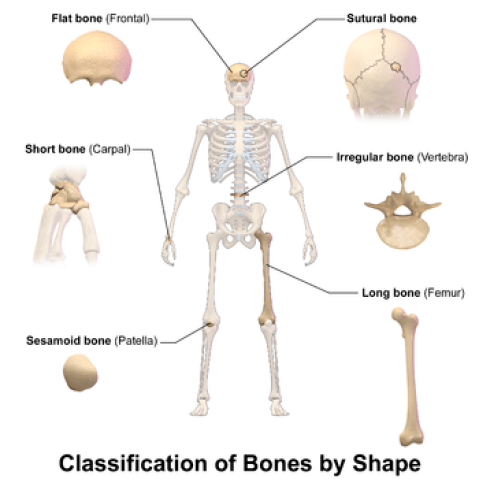 Flat bone (Frontal)
Sutural bone
Short bone (Carpal)
Irregular bone (Vertebra)
Long bone (Femur)
Sesamoid bone (Patella)
Classification of Bones by Shape